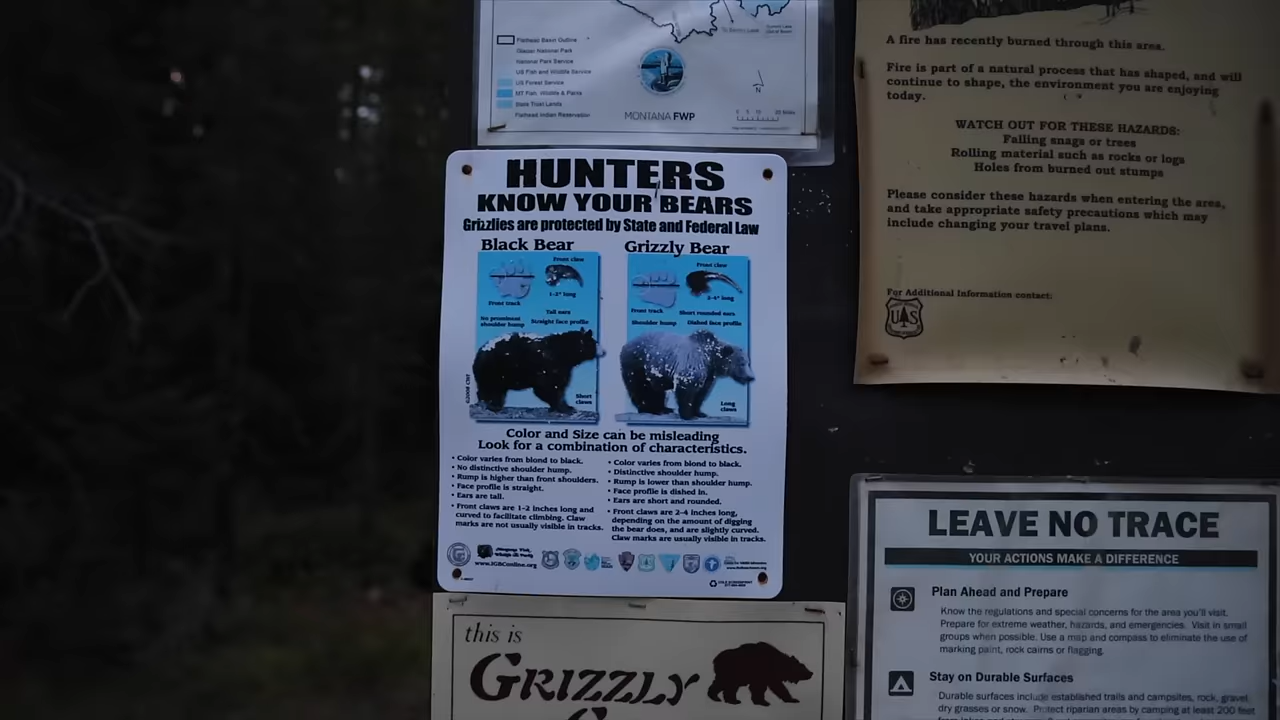 Flathead Basin Outline
Glacier National Park
National Park Service
US Fish and Wildlife Service
US Forest Service
MT Fish, Wildlife & Parks
State Trust Lands
Flathead Indian Reservation
MONTANA FWP
N
HUNTERS
KNOW YOUR BEARS
Grizzlies are protected by State and Federal Law
Black Bear
Front claw
1-2" long
Front track
Tall ears
No prominent
shoulder hump
Straight face profile
Short
claws
Grizzly Bear
Front claw
2-4" long
Front track
Short rounded ears
Shoulder hump
Dished face profile
Long
claws
Color and Size can be misleading
Look for a combination of characteristics.
• Color varies from blond to black.
• No distinctive shoulder hump.
• Rump is higher than front shoulders.
• Face profile is straight.
• Ears are tall.
• Front claws are 1-2 inches long and
curved to facilitate climbing. Claw
marks are not usually visible in tracks.
• Color varies from blond to black.
• Distinctive shoulder hump.
• Rump is lower than shoulder hump.
• Face profile is dished in.
• Ears are short and rounded.
• Front claws are 2-4 inches long,
depending on the amount of digging
the bear does, and are slightly curved.
Claw marks are usually visible in tracks.
www.IGBConline.org
this is
GRIZZLY
A fire has recently burned through this area.
Fire is part of a natural process that has shaped, and will
continue to shape, the environment you are enjoying
today.
WATCH OUT FOR THESE HAZARDS:
Falling snags or trees
Rolling material such as rocks or logs
Holes from burned out stumps
Please consider these hazards when entering the area,
and take appropriate safety precautions which may
include changing your travel plans.
For Additional Information contact:
U S
LEAVE NO TRACE
YOUR ACTIONS MAKE A DIFFERENCE
Plan Ahead and Prepare
Know the regulations and special concerns for the area you'll visit.
Prepare for extreme weather, hazards, and emergencies. Visit in small
groups when possible. Use a map and compass to eliminate the use of
marking paint, rock cairns or flagging.
Stay on Durable Surfaces
Durable surfaces include established trails and campsites, rock, gravel,
dry grasses or snow. Protect riparian areas by camping at least 200 feet